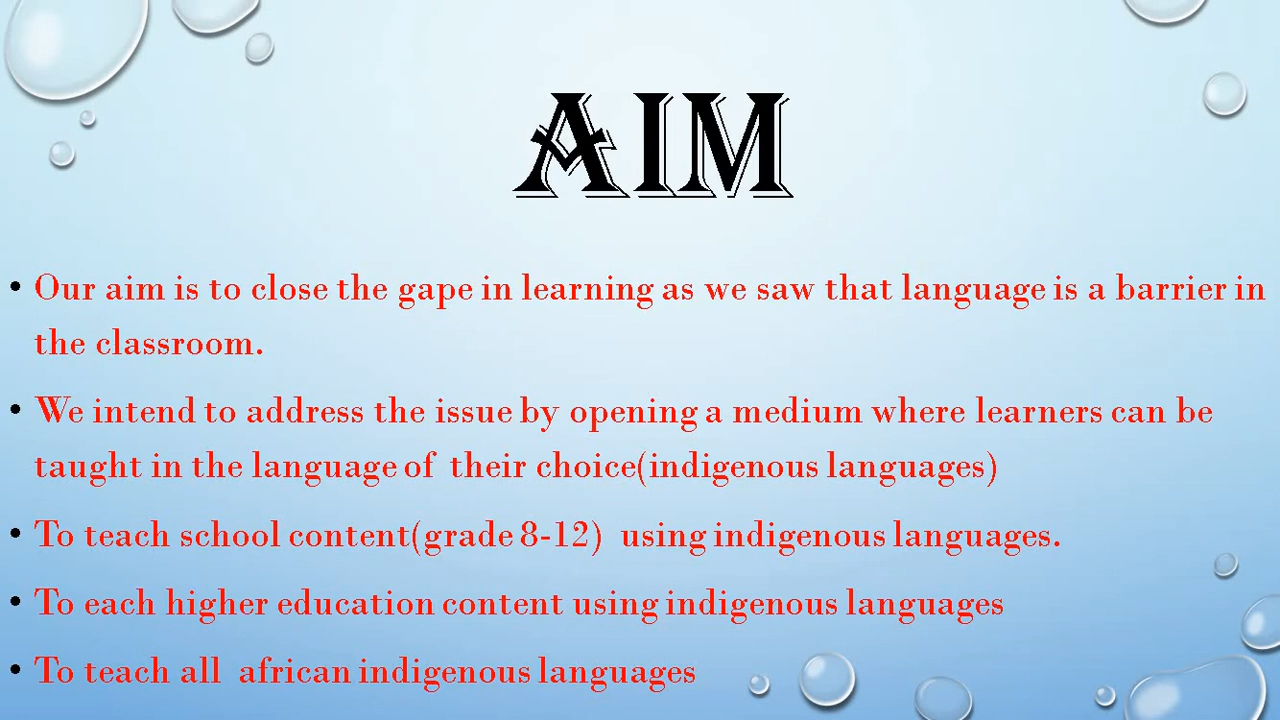 AIM
• Our aim is to close the gape in learning as we saw that language is a barrier in
the classroom.
• We intend to address the issue by opening a medium where learners can be
taught in the language of their choice(indigenous languages)
• To teach school content(grade 8-12) using indigenous languages.
• To each higher education content using indigenous languages
• To teach all african indigenous languages